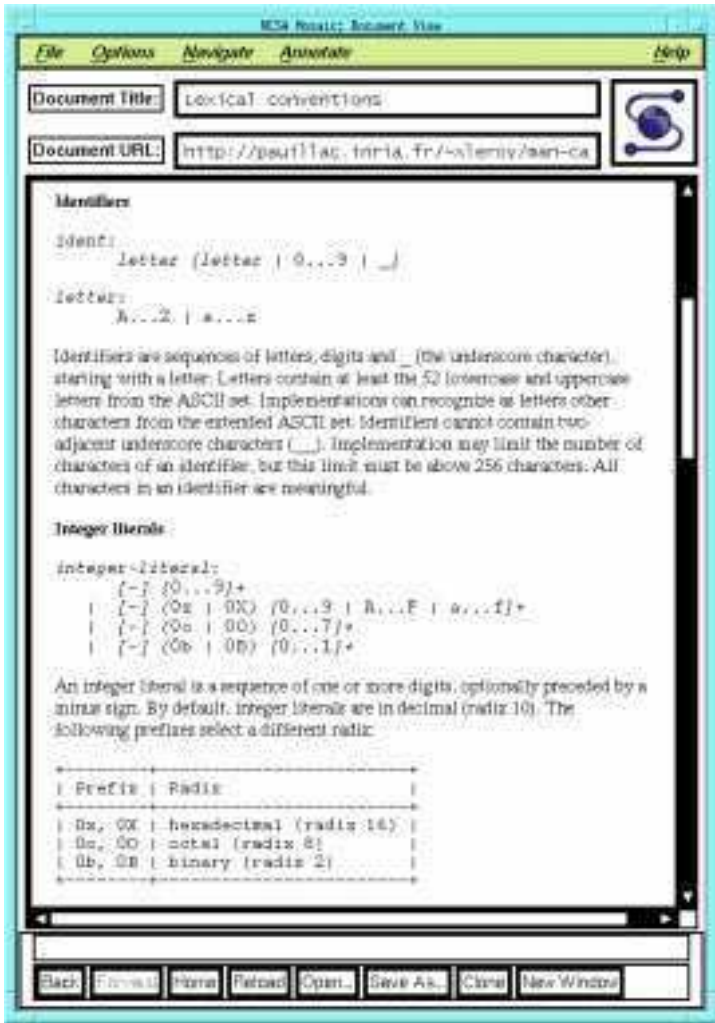 NCSA Mosaic: Document View
File Options Navigate Annotate Help
Document Title: Lexical conventions
Document URL: http://pauillac.inria.fr/~xleroy/man-ca
Identifiers
ident:
letter {letter | 0...9 | _}
letter:
A...Z | a...z
Identifiers are sequences of letters, digits and _ (the underscore character),
starting with a letter. Letters contain at least the 52 lowercase and uppercase
letters from the ASCII set. Implementations can recognize as letters other
characters from the extended ASCII set. Identifiers cannot contain two
adjacent underscore characters (__). Implementation may limit the number of
characters of an identifier, but this limit must be above 256 characters. All
characters in an identifier are meaningful.
Integer literals
integer-literal:
[-] {0...9}+
| [-] (0x | 0X) {0...9 | A...F | a...f}+
| [-] (0o | 0O) {0...7}+
| [-] (0b | 0B) {0...1}+
An integer literal is a sequence of one or more digits, optionally preceded by a
minus sign. By default, integer literals are in decimal (radix 10). The
following prefixes select a different radix:
+--------+-----------------------+
| Prefix | Radix |
+--------+-----------------------+
| 0x, 0X | hexadecimal (radix 16) |
| 0o, 0O | octal (radix 8) |
| 0b, 0B | binary (radix 2) |
+--------+-----------------------+
Back Forward Home Reload Open... Save As... Clone New Window